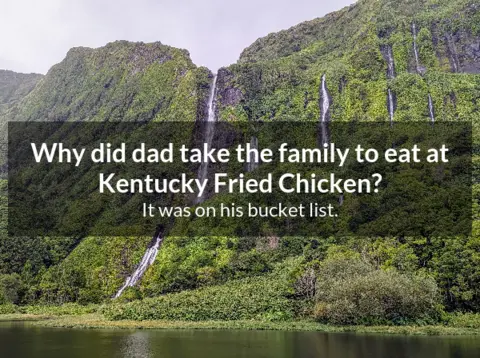 Why did dad take the family to eat at
Kentucky Fried Chicken?
It was on his bucket list.